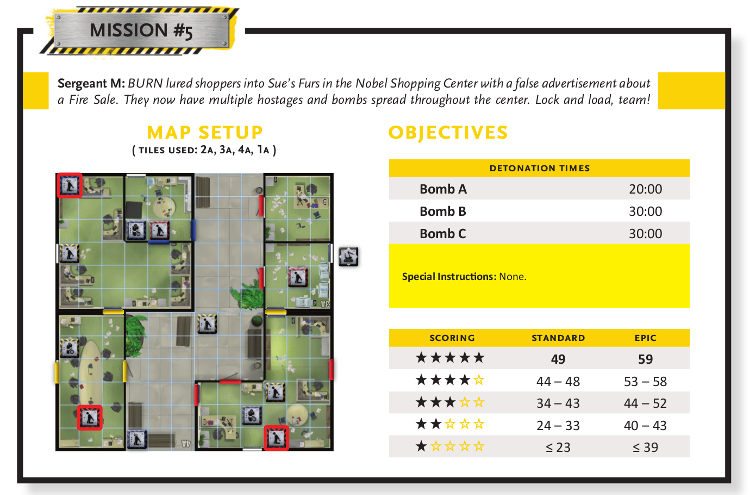 MISSION #5
Sergeant M: BURN lured shoppers into Sue's Furs in the Nobel Shopping Center with a false advertisement about
a Fire Sale. They now have multiple hostages and bombs spread throughout the center. Lock and load, team!
MAP SETUP
( TILES USED: 2A, 3A, 4A, 1A )
OBJECTIVES
DETONATION TIMES
Bomb A 20:00
Bomb B 30:00
Bomb C 30:00
Special Instructions: None.
SCORING STANDARD EPIC
★★★★★ 49 59
★★★★☆ 44 – 48 53 – 58
★★★☆☆ 34 – 43 44 – 52
★★☆☆☆ 24 – 33 40 – 43
★☆☆☆☆ ≤ 23 ≤ 39